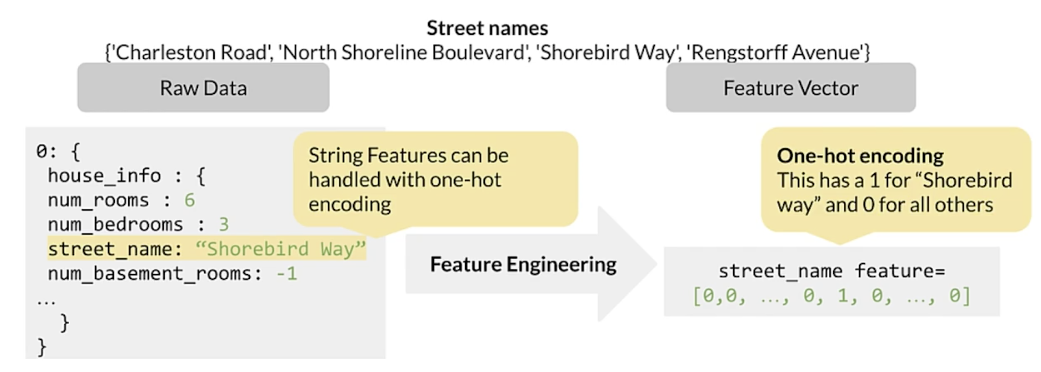 Street names
{'Charleston Road', 'North Shoreline Boulevard', 'Shorebird Way', 'Rengstorff Avenue'}
Raw Data
Feature Vector
0: {
house_info : {
num_rooms : 6
num_bedrooms : 3
street_name: “Shorebird Way”
num_basement_rooms: -1
...
}
}
String Features can be
handled with one-hot
encoding
Feature Engineering
One-hot encoding
This has a 1 for “Shorebird
way” and 0 for all others
street_name feature=
[0,0, ..., 0, 1, 0, ..., 0]